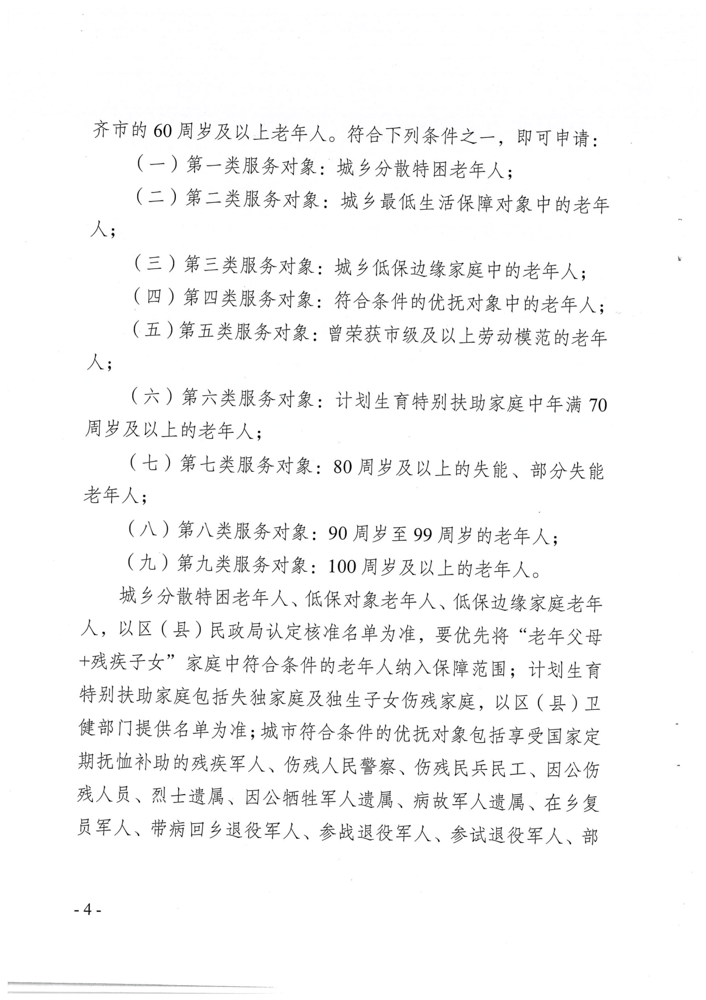 齐市的 60 周岁及以上老年人。符合下列条件之一，即可申请：
（一）第一类服务对象：城乡分散特困老年人；
（二）第二类服务对象：城乡最低生活保障对象中的老年
人；
（三）第三类服务对象：城乡低保边缘家庭中的老年人；
（四）第四类服务对象：符合条件的优抚对象中的老年人；
（五）第五类服务对象：曾荣获市级及以上劳动模范的老年
人；
（六）第六类服务对象：计划生育特别扶助家庭中年满 70
周岁及以上的老年人；
（七）第七类服务对象：80 周岁及以上的失能、部分失能
老年人；
（八）第八类服务对象：90 周岁至 99 周岁的老年人；
（九）第九类服务对象：100 周岁及以上的老年人。
城乡分散特困老年人、低保对象老年人、低保边缘家庭老年
人，以区（县）民政局认定核准名单为准，要优先将“老年父母
+残疾子女”家庭中符合条件的老年人纳入保障范围；计划生育
特别扶助家庭包括失独家庭及独生子女伤残家庭，以区（县）卫
健部门提供名单为准；城市符合条件的优抚对象包括享受国家定
期抚恤补助的残疾军人、伤残人民警察、伤残民兵民工、因公伤
残人员、烈士遗属、因公牺牲军人遗属、病故军人遗属、在乡复
员军人、带病回乡退役军人、参战退役军人、参试退役军人、部
- 4 -